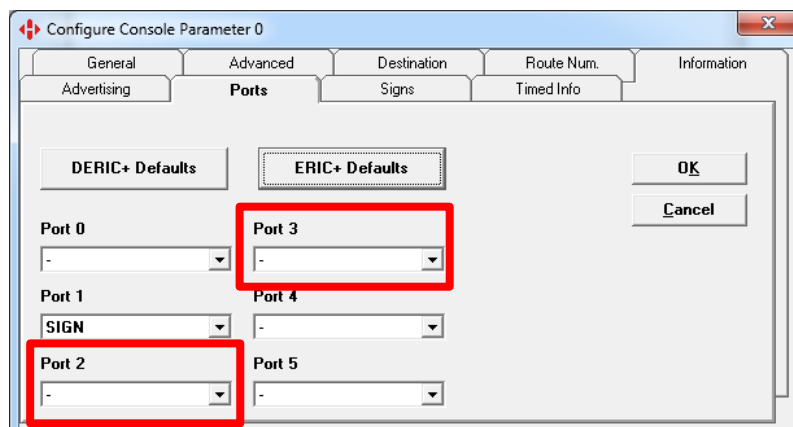 Configure Console Parameter 0
x
General Advanced Destination Route Num. Information
Advertising Ports Signs Timed Info
DERIC+ Defaults ERIC+ Defaults OK
Cancel
Port 0 Port 3
- -
Port 1 Port 4
SIGN -
Port 2 Port 5
- -